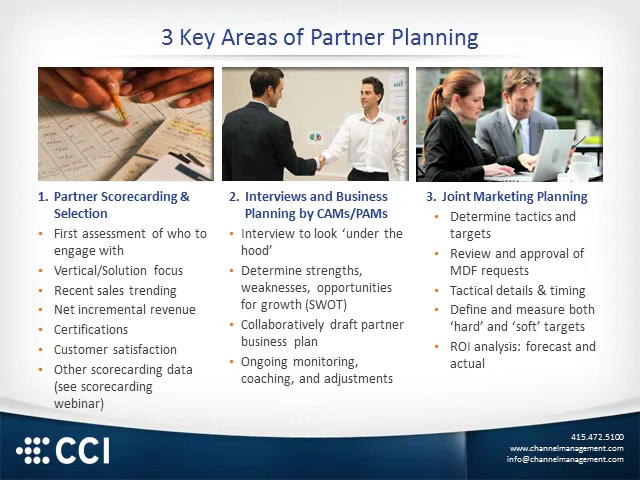 3 Key Areas of Partner Planning
1. Partner Scorecarding &
Selection
• First assessment of who to
engage with
• Vertical/Solution focus
• Recent sales trending
• Net incremental revenue
• Certifications
• Customer satisfaction
• Other scorecarding data
(see scorecarding
webinar)
2. Interviews and Business
Planning by CAMs/PAMs
• Interview to look ‘under the
hood’
• Determine strengths,
weaknesses, opportunities
for growth (SWOT)
• Collaboratively draft partner
business plan
• Ongoing monitoring,
coaching, and adjustments
3. Joint Marketing Planning
• Determine tactics and
targets
• Review and approval of
MDF requests
• Tactical details & timing
• Define and measure both
‘hard’ and ‘soft’ targets
• ROI analysis: forecast and
actual
CCI
415.472.5100
www.channelmanagement.com
info@channelmanagement.com